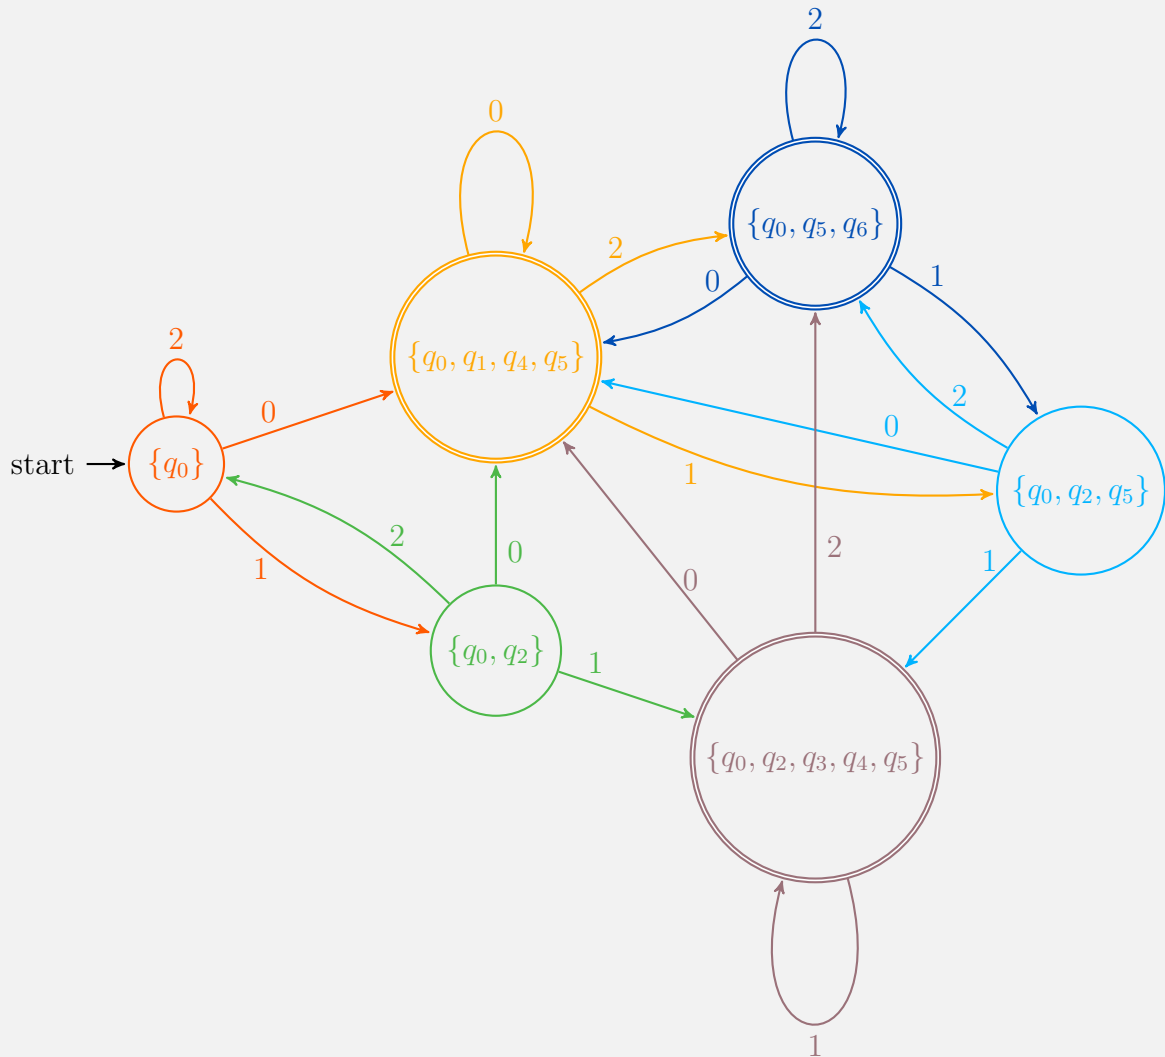 2
0
2
{q₀, q₅, q₆}
2
0
1
{q₀, q₁, q₄, q₅}
2
0
2
0
start
{q₀}
1
{q₀, q₂, q₅}
2
1
0
2
1
0
1
{q₀, q₂}
1
{q₀, q₂, q₃, q₄, q₅}
1